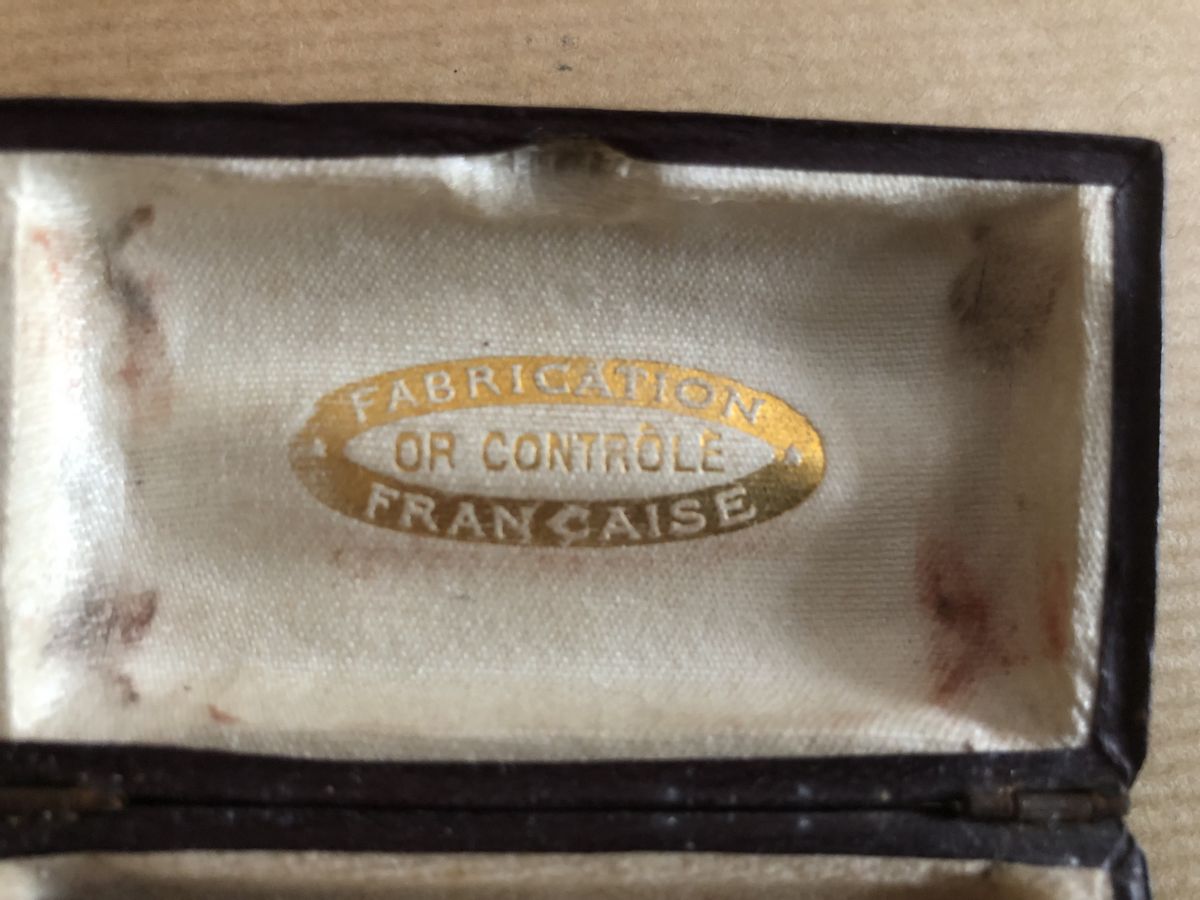 FABRICATION
OR CONTRÔLÉ
FRANÇAISE